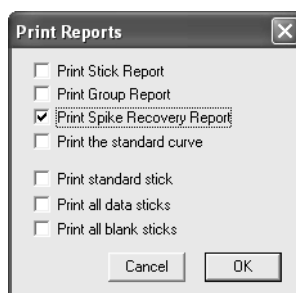 Print Reports
Print Stick Report
Print Group Report
Print Spike Recovery Report
Print the standard curve
Print standard stick
Print all data sticks
Print all blank sticks
Cancel OK